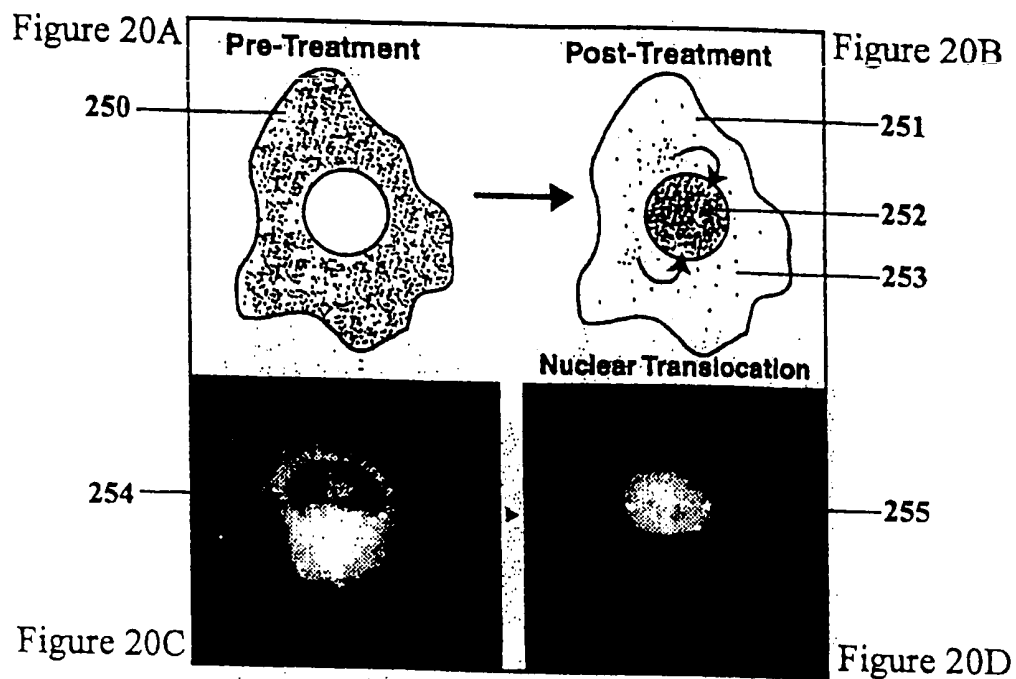 Figure 20A
Pre-Treatment
Post-Treatment
Figure 20B
250
251
252
253
Nuclear Translocation
254
255
Figure 20C
Figure 20D